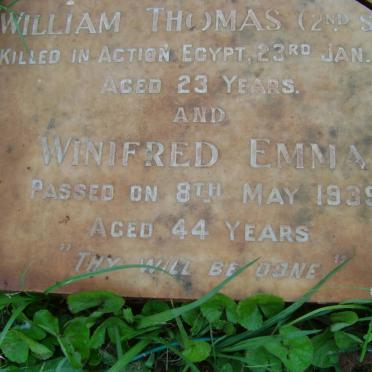 WILLIAM THOMAS (2ND S
KILLED IN ACTION EGYPT, 23RD JAN.
AGED 23 YEARS.
AND
WINIFRED EMMA
PASSED ON 8TH MAY 1939
AGED 44 YEARS
"THY WILL BE DONE"